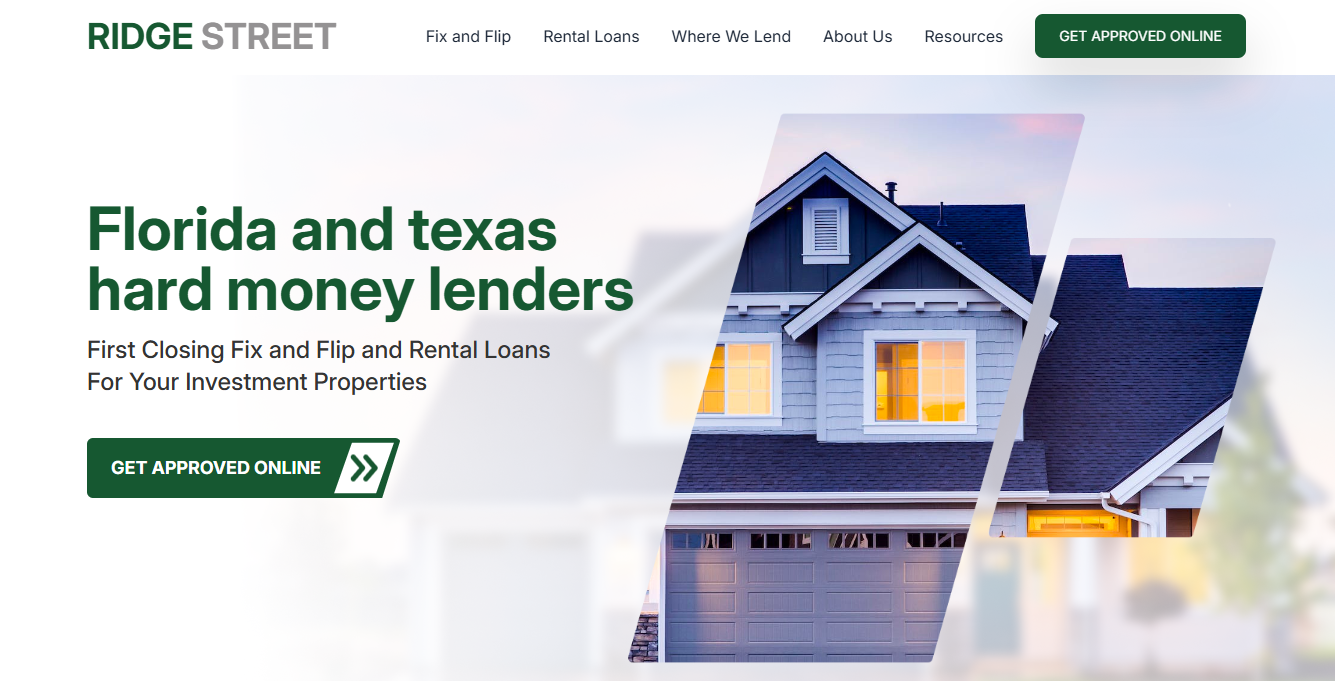 RIDGE STREET
Fix and Flip
Rental Loans
Where We Lend
About Us
Resources
GET APPROVED ONLINE
Florida and texas
hard money lenders
First Closing Fix and Flip and Rental Loans
For Your Investment Properties
GET APPROVED ONLINE